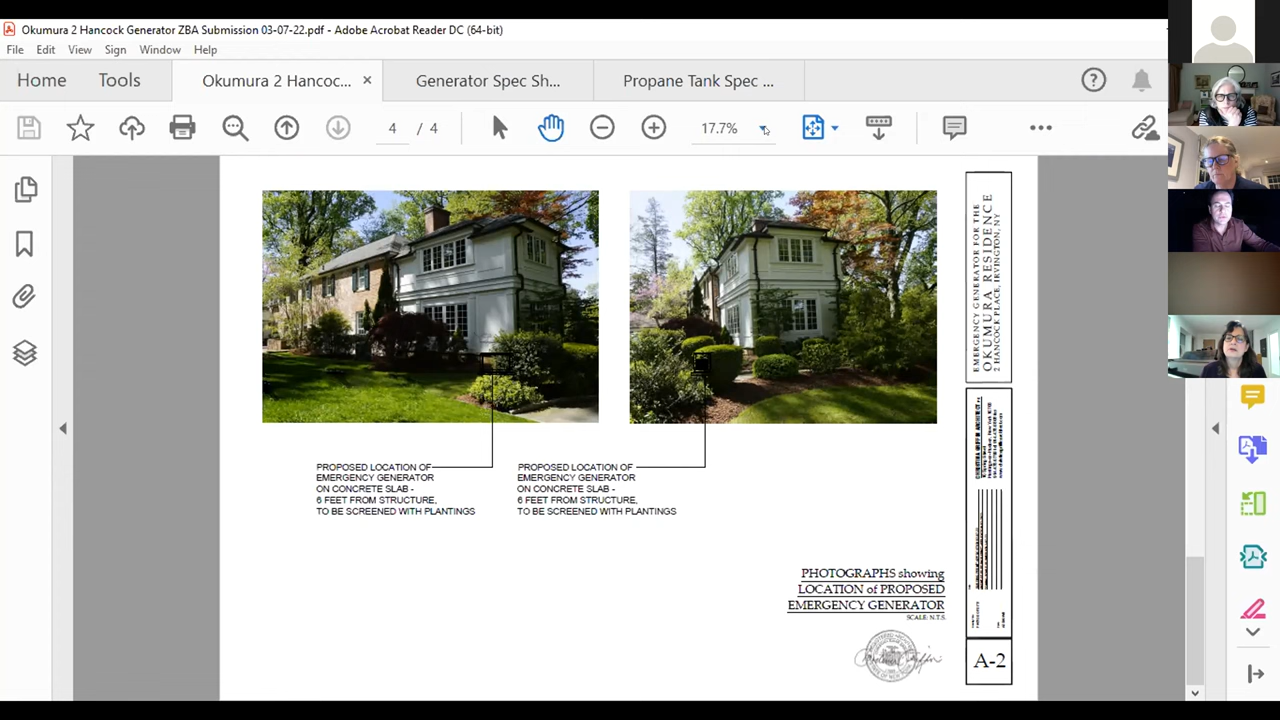 Okumura 2 Hancock Generator ZBA Submission 03-07-22.pdf - Adobe Acrobat Reader DC (64-bit)
File Edit View Sign Window Help
Home Tools Okumura 2 Hancoc... × Generator Spec Sh... Propane Tank Spec ...
4 / 4 17.7%
PROPOSED LOCATION OF
EMERGENCY GENERATOR
ON CONCRETE SLAB -
6 FEET FROM STRUCTURE,
TO BE SCREENED WITH PLANTINGS
PROPOSED LOCATION OF
EMERGENCY GENERATOR
ON CONCRETE SLAB -
6 FEET FROM STRUCTURE,
TO BE SCREENED WITH PLANTINGS
PHOTOGRAPHS showing
LOCATION of PROPOSED
EMERGENCY GENERATOR
SCALE: N.T.S.
EMERGENCY GENERATOR FOR THE
OKUMURA RESIDENCE
2 HANCOCK PLACE, IRVINGTON, NY
CHRISTINA GRIFFIN ARCHITECT
A-2